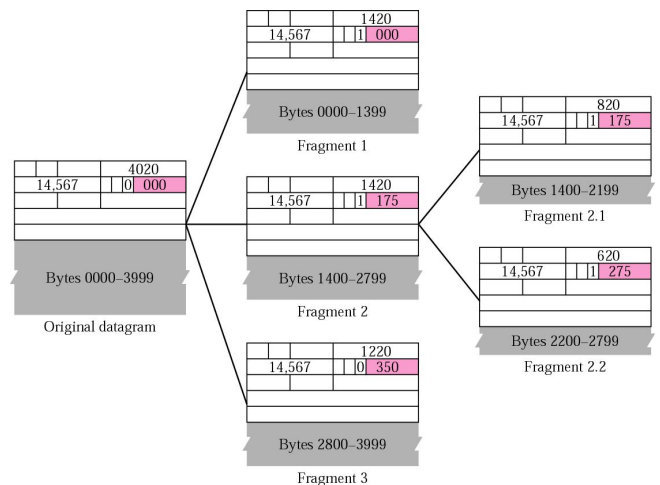 4020
14,567 0 000
Bytes 0000–3999
Original datagram
1420
14,567 1 000
Bytes 0000–1399
Fragment 1
1420
14,567 1 175
Bytes 1400–2799
Fragment 2
1220
14,567 0 350
Bytes 2800–3999
Fragment 3
820
14,567 1 175
Bytes 1400–2199
Fragment 2.1
620
14,567 1 275
Bytes 2200–2799
Fragment 2.2